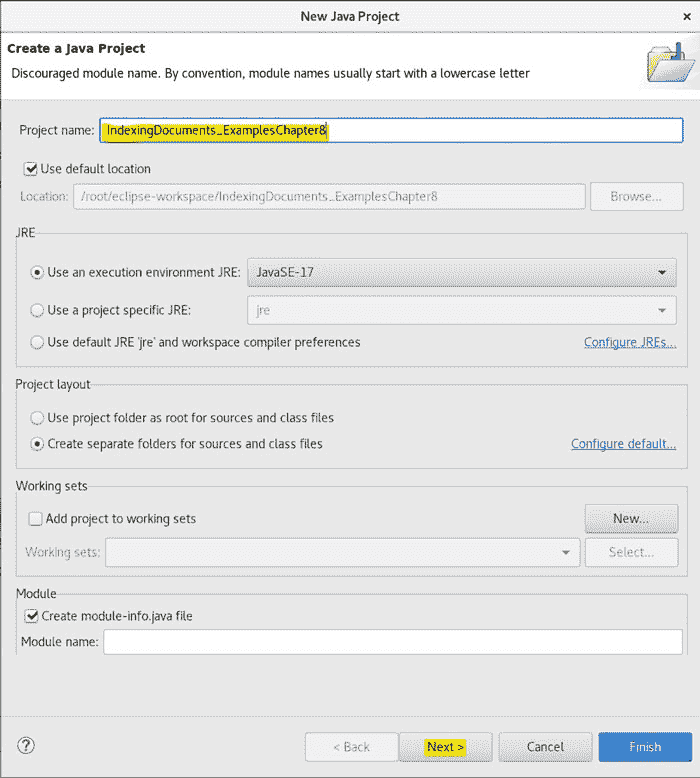 New Java Project
×
Create a Java Project
Discouraged module name. By convention, module names usually start with a lowercase letter
Project name: IndexingDocuments_ExamplesChapter8
Use default location
Location: /root/eclipse-workspace/IndexingDocuments_ExamplesChapter8 Browse...
JRE
Use an execution environment JRE: JavaSE-17
Use a project specific JRE: jre
Use default JRE 'jre' and workspace compiler preferences Configure JREs...
Project layout
Use project folder as root for sources and class files
Create separate folders for sources and class files Configure default...
Working sets
Add project to working sets New...
Working sets: Select...
Module
Create module-info.java file
Module name:
? < Back Next > Cancel Finish